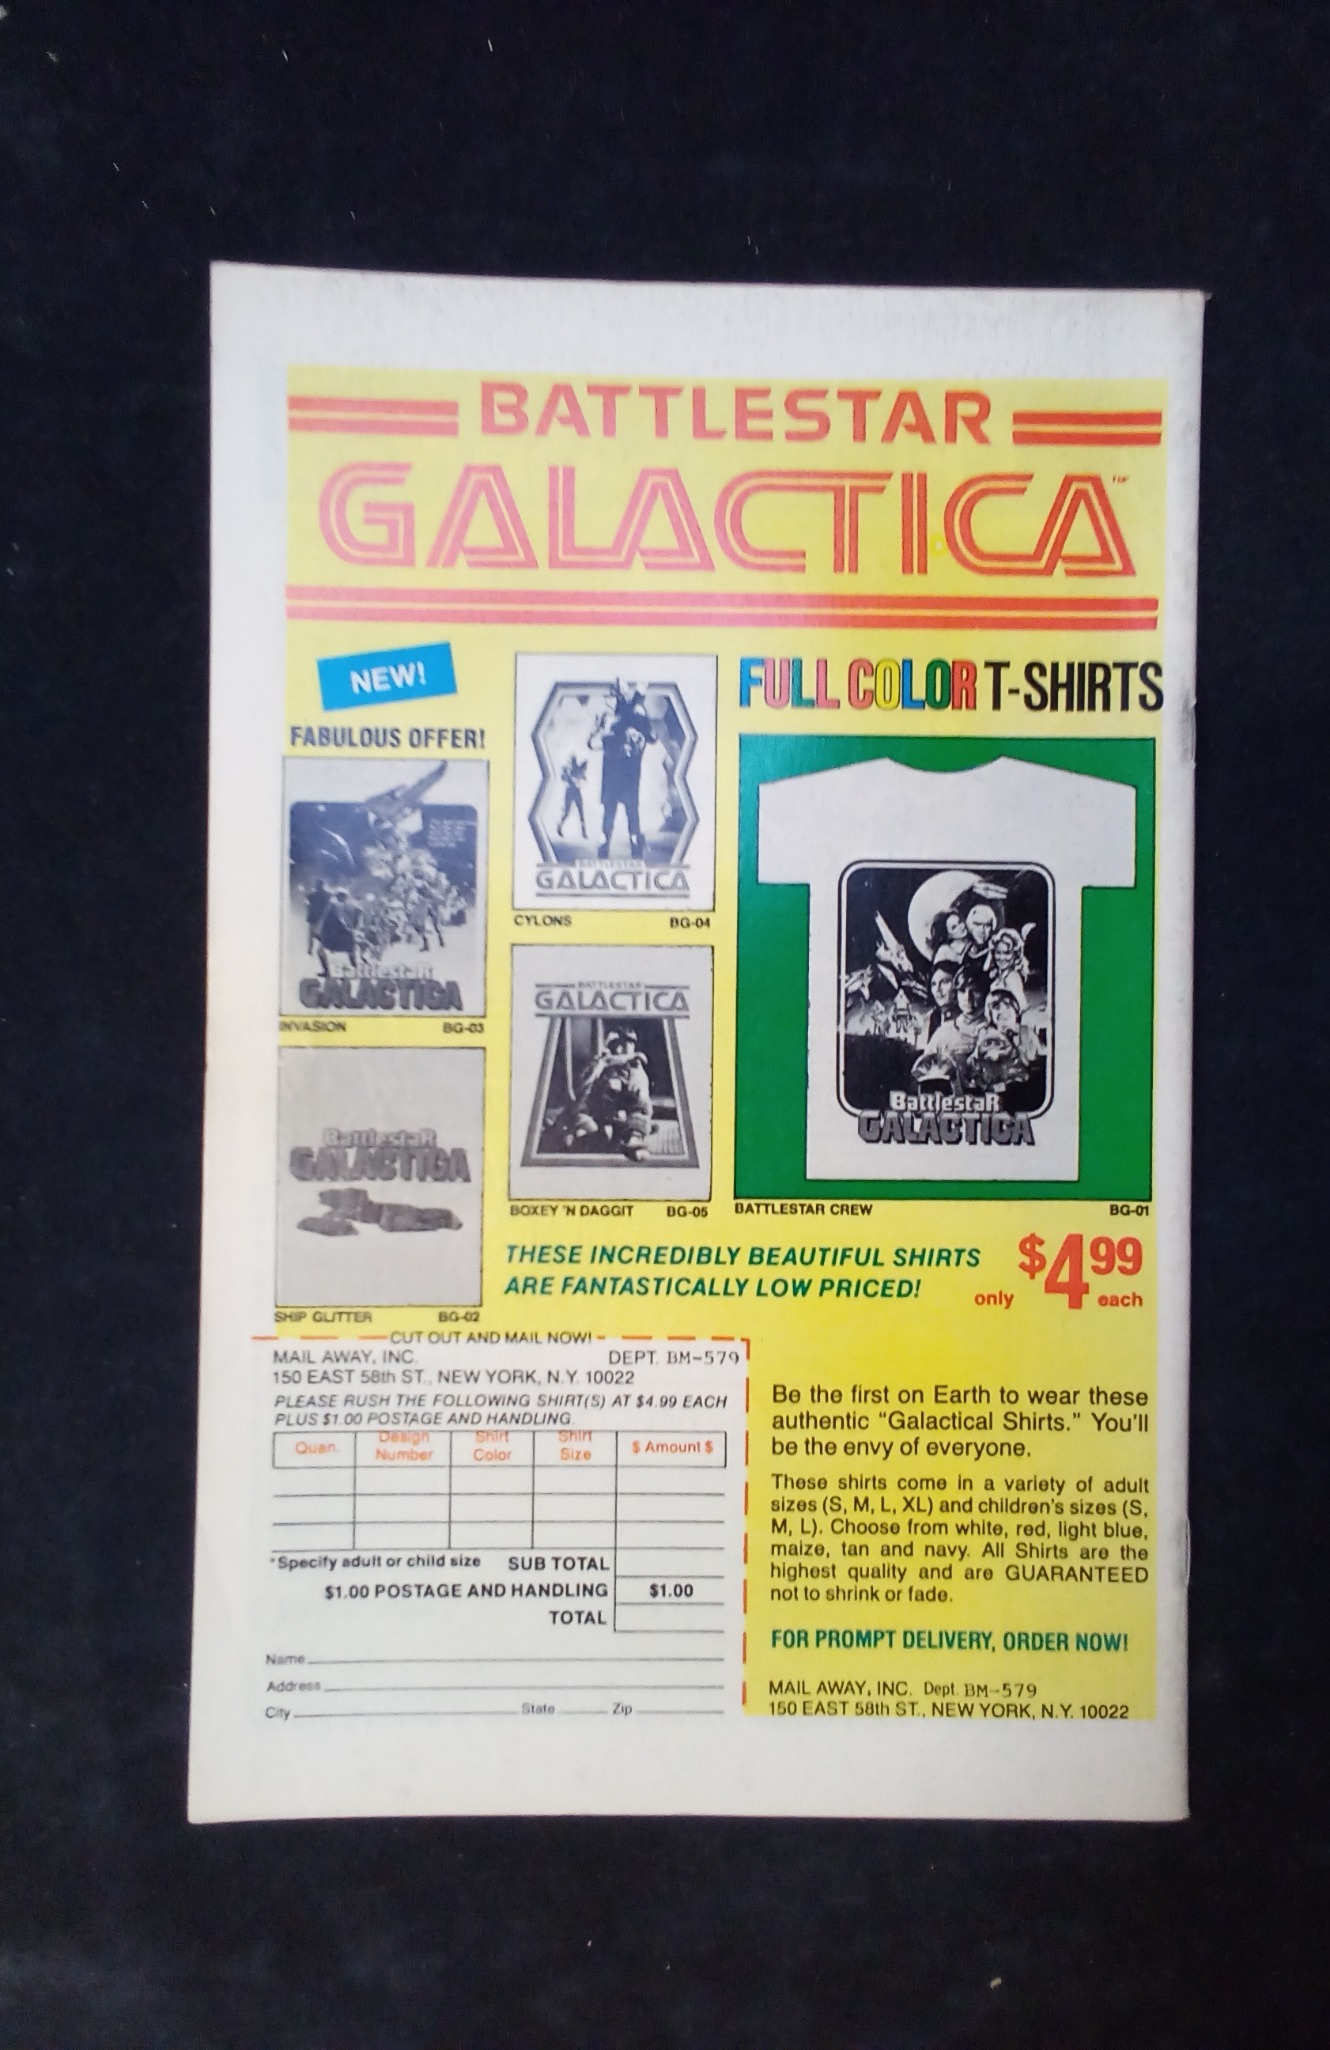 BATTLESTAR
GALACTICA™
NEW!
FABULOUS OFFER!
Battlestar
GALACTICA
INVASION BG-03
Battlestar
GALACTICA
SHIP GLITTER BG-02
BATTLESTAR
GALACTICA
CYLONS BG-04
BATTLESTAR
GALACTICA
BOXEY 'N DAGGIT BG-05
FULL COLOR T-SHIRTS
BattlestaR
GALACTICA
BATTLESTAR CREW BG-01
THESE INCREDIBLY BEAUTIFUL SHIRTS
ARE FANTASTICALLY LOW PRICED!
only $4.99 each
CUT OUT AND MAIL NOW!
MAIL AWAY, INC. DEPT. BM-579
150 EAST 58th ST., NEW YORK, N.Y. 10022
PLEASE RUSH THE FOLLOWING SHIRT(S) AT $4.99 EACH
PLUS $1.00 POSTAGE AND HANDLING.
Quan. Design Number Shirt Color Shirt Size $ Amount $
*Specify adult or child size SUB TOTAL
$1.00 POSTAGE AND HANDLING $1.00
TOTAL
Name
Address
City State Zip
Be the first on Earth to wear these
authentic "Galactical Shirts." You'll
be the envy of everyone.
These shirts come in a variety of adult
sizes (S, M, L, XL) and children's sizes (S,
M, L). Choose from white, red, light blue,
maize, tan and navy. All Shirts are the
highest quality and are GUARANTEED
not to shrink or fade.
FOR PROMPT DELIVERY, ORDER NOW!
MAIL AWAY, INC. Dept. BM-579
150 EAST 58th ST., NEW YORK, N.Y. 10022